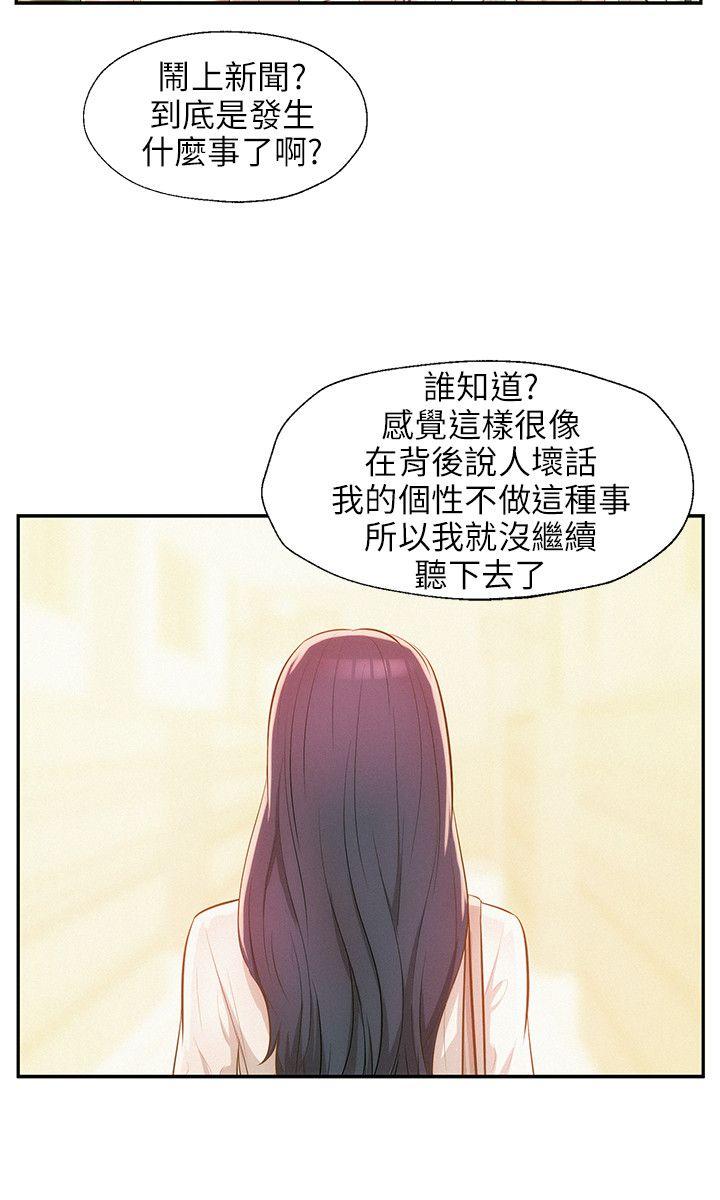 鬧上新聞?
到底是發生
什麼事了啊?
誰知道?
感覺這樣很像
在背後說人壞話
我的個性不做這種事
所以我就沒繼續
聽下去了